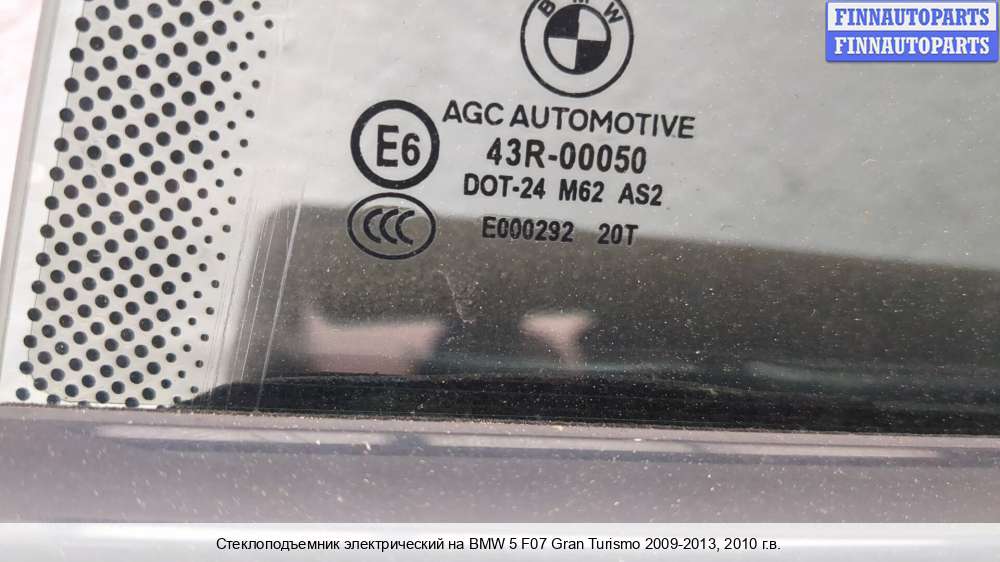 FINNAUTOPARTS
FINNAUTOPARTS
BMW
AGC AUTOMOTIVE
E6
43R-00050
DOT-24 M62 AS2
CCC
E000292 20T
Стеклоподъемник электрический на BMW 5 F07 Gran Turismo 2009-2013, 2010 г.в.